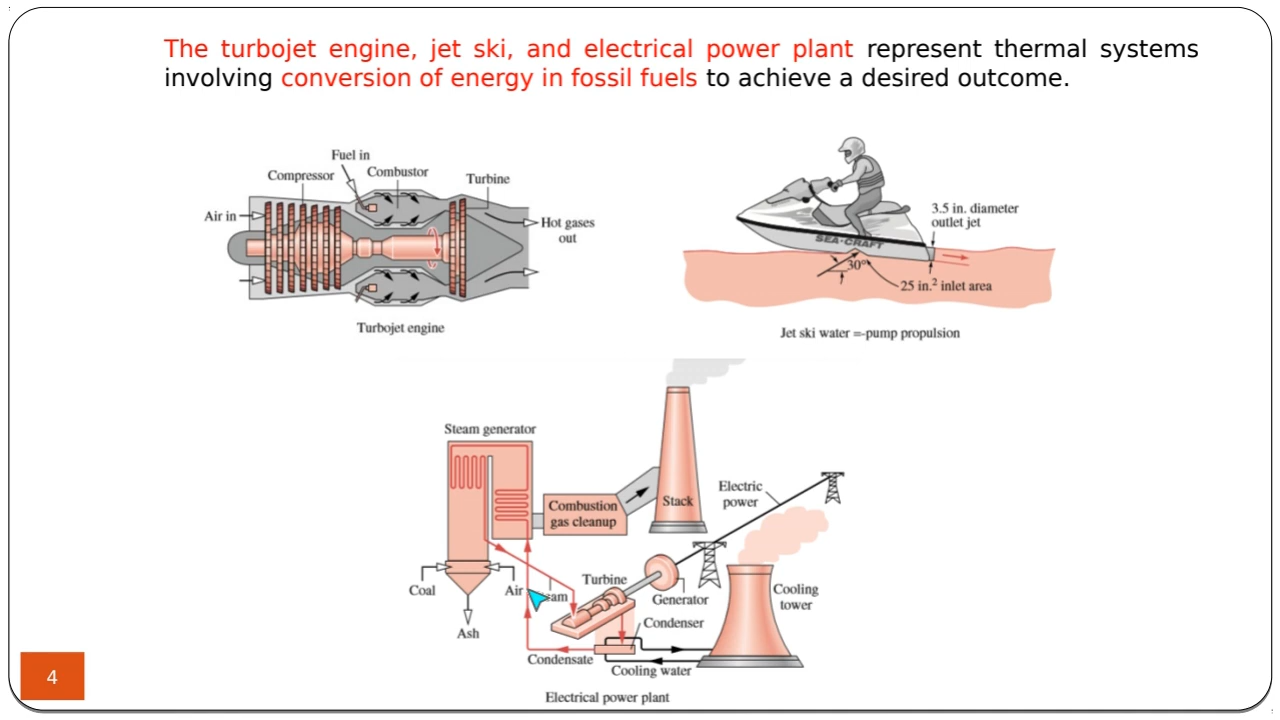 The turbojet engine, jet ski, and electrical power plant represent thermal systems
involving conversion of energy in fossil fuels to achieve a desired outcome.
Fuel in
Compressor
Combustor
Turbine
Air in
Hot gases
out
Turbojet engine
3.5 in. diameter
outlet jet
SEA-CRAFT
30°
25 in.² inlet area
Jet ski water =-pump propulsion
Steam generator
Combustion
gas cleanup
Stack
Electric
power
Coal
Air
Ash
Turbine
Generator
Cooling
tower
Condenser
Condensate
Cooling water
Electrical power plant
4